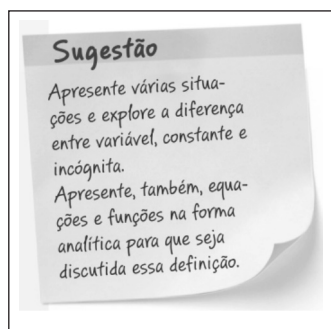 Sugestão
Apresente várias situa-
ções e explore a diferença
entre variável, constante e
incógnita.
Apresente, também, equa-
ções e funções na forma
analítica para que seja
discutida essa definição.